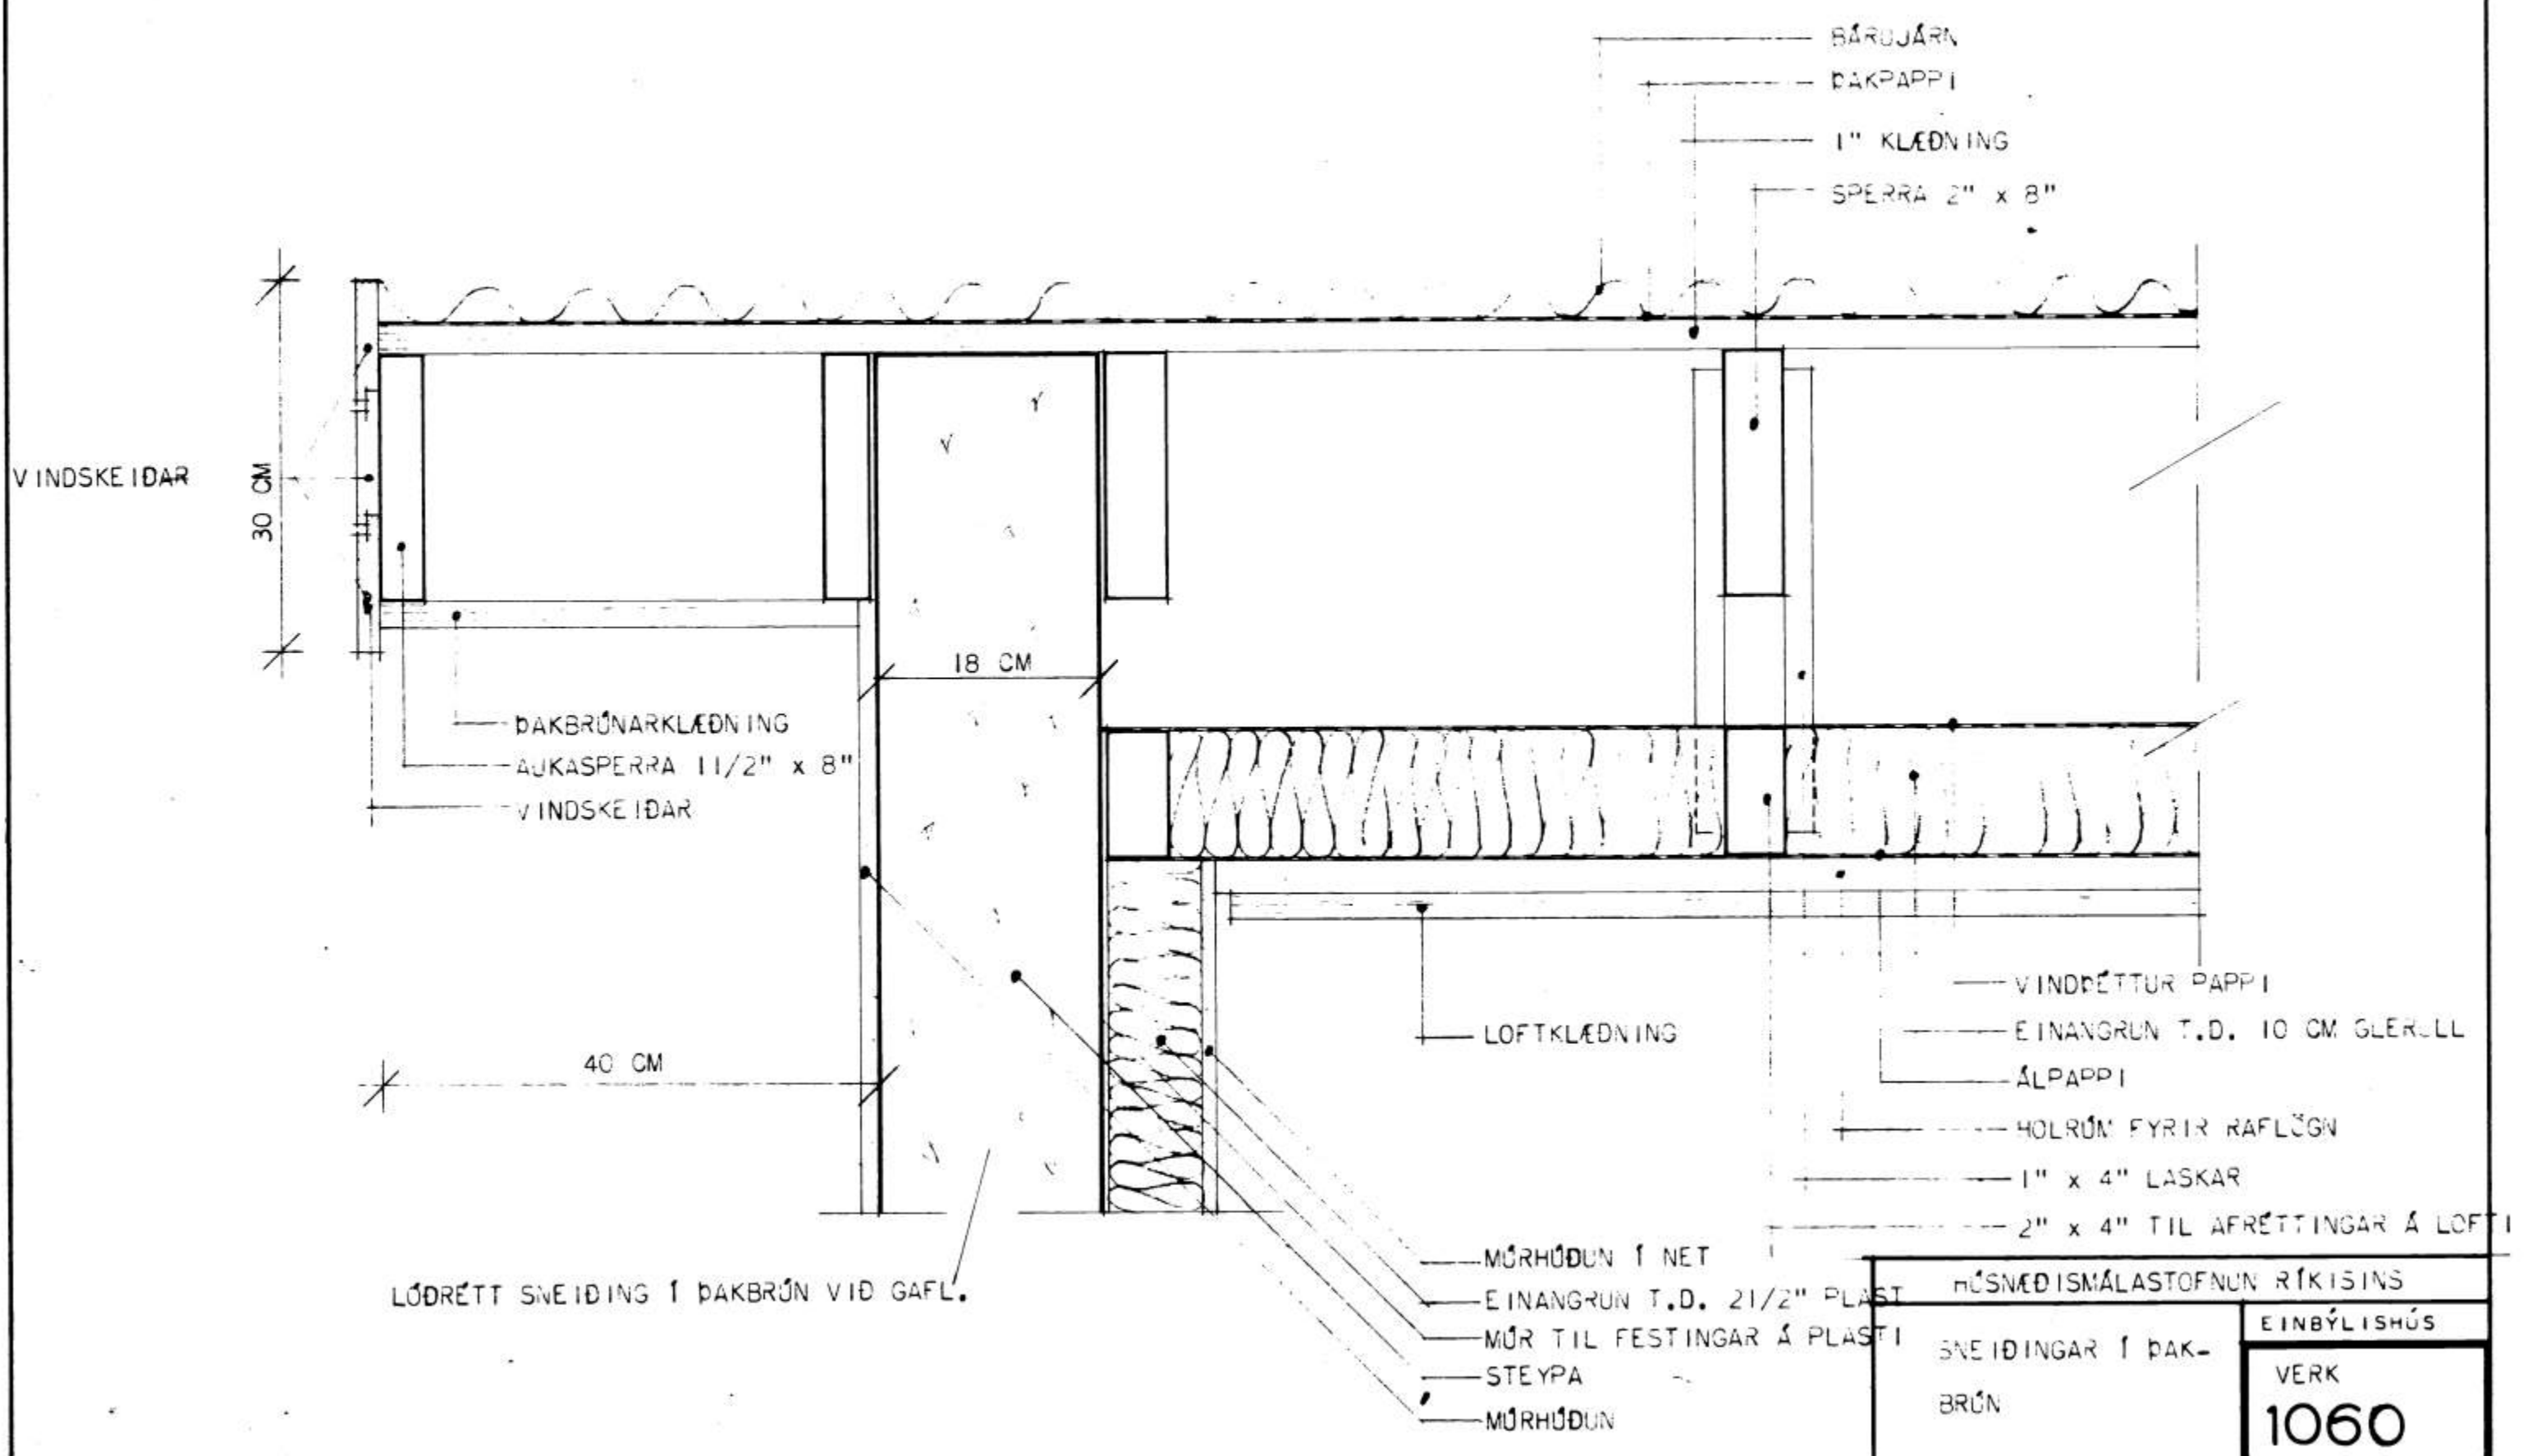 BÁRUJÁRN
ÞAKPAPPI
1" KLÆÐNING
SPERRA 2" x 8"
VINDSKEIÐAR
30 CM
18 CM
ÞAKBRÚNARKLÆÐNING
AUKASPERRA 11/2" x 8"
VINDSKEIÐAR
40 CM
LOFTKLÆÐNING
VINDÞÉTTUR PAPPI
EINANGRUN T.D. 10 CM GLERULL
ÁLPAPPI
HOLRÚM FYRIR RAFLÖGN
1" x 4" LASKAR
2" x 4" TIL AFRÉTTINGAR Á LOFTI
MÚRHÚÐUN Í NET
EINANGRUN T.D. 21/2" PLAST
MÚR TIL FESTINGAR Á PLASTI
STEYPA
MÚRHÚÐUN
LÓÐRÉTT SNEIÐING Í ÞAKBRÚN VIÐ GAFL.
HÚSNÆÐISMÁLASTOFNUN RÍKISINS
SNEIÐINGAR Í ÞAK-
BRÚN
EINBÝLISHÚS
VERK
1060